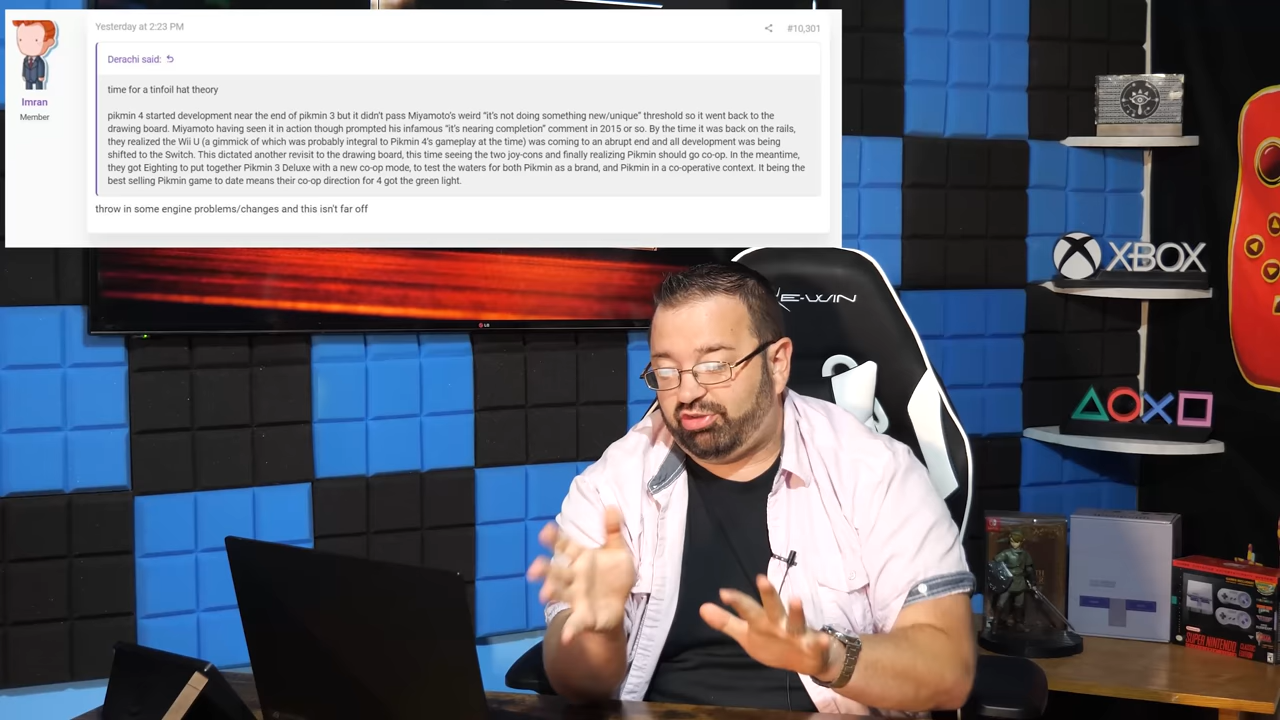 Yesterday at 2:23 PM
#10,301
Imran
Member
Derachi said:
time for a tinfoil hat theory
pikmin 4 started development near the end of pikmin 3 but it didn't pass Miyamoto's weird "it's not doing something new/unique" threshold so it went back to the
drawing board. Miyamoto having seen it in action though prompted his infamous "it's nearing completion" comment in 2015 or so. By the time it was back on the rails,
they realized the Wii U (a gimmick of which was probably integral to Pikmin 4's gameplay at the time) was coming to an abrupt end and all development was being
shifted to the Switch. This dictated another revisit to the drawing board, this time seeing the two joy-cons and finally realizing Pikmin should go co-op. In the meantime,
they got Eighting to put together Pikmin 3 Deluxe with a new co-op mode, to test the waters for both Pikmin as a brand, and Pikmin in a co-operative context. It being the
best selling Pikmin game to date means their co-op direction for 4 got the green light.
throw in some engine problems/changes and this isn't far off
XBOX
E-WIN
LG
SUPER NINTENDO